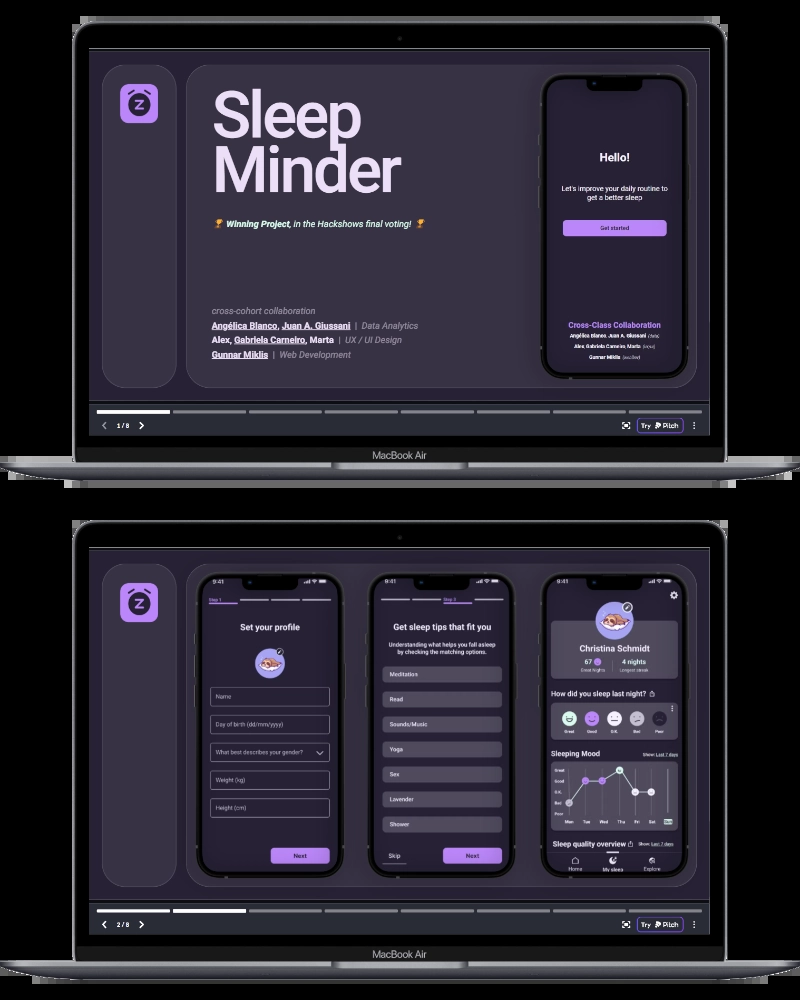 Z
Sleep
Minder
🏆 Winning Project, in the Hackshows final voting! 🏆
cross-cohort collaboration
Angélica Blanco, Juan A. Giussani | Data Analytics
Alex, Gabriela Carneiro, Marta | UX / UI Design
Gunnar Miklis | Web Development
Hello!
Let's improve your daily routine to
get a better sleep
Get started
Cross-Class Collaboration
Angélica Blanco, Juan A. Giussani (data)
Alex, Gabriela Carneiro, Marta (ux/ui)
Gunnar Miklis (webdev)
1 / 8
Try Pitch
MacBook Air
Z
9:41
Step 1
Set your profile
Name
Day of birth (dd/mm/yyyy)
What best describes your gender?
Weight (kg)
Height (cm)
Next
9:41
Step 3
Get sleep tips that fit you
Understanding what helps you fall asleep
by checking the matching options.
Meditation
Read
Sounds/Music
Yoga
Sex
Lavender
Shower
Skip
Next
9:41
Christina Schmidt
67
4 nights
Great Nights
Longest streak
How did you sleep last night?
Great Good O.K. Bad Poor
Sleeping Mood
Show: Last 7 days
Great
Good
O.K.
Bad
Poor
Mon Tue Wed Thu Fri Sat
Sleep quality overview
Show: Last 7 days
Home My sleep Explore
2 / 8
Try Pitch
MacBook Air